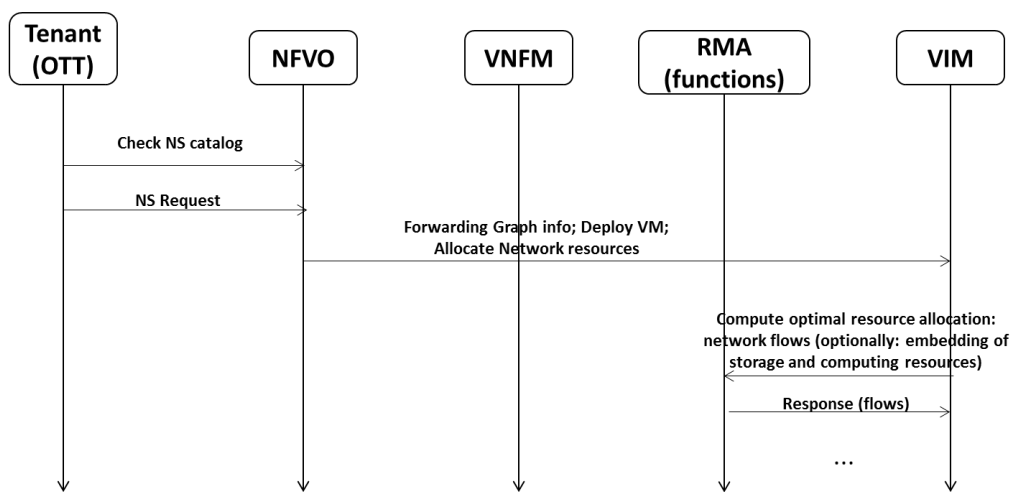 Tenant
(OTT)
NFVO
VNFM
RMA
(functions)
VIM
Check NS catalog
NS Request
Forwarding Graph info; Deploy VM;
Allocate Network resources
Compute optimal resource allocation:
network flows (optionally: embedding of
storage and computing resources)
Response (flows)
...